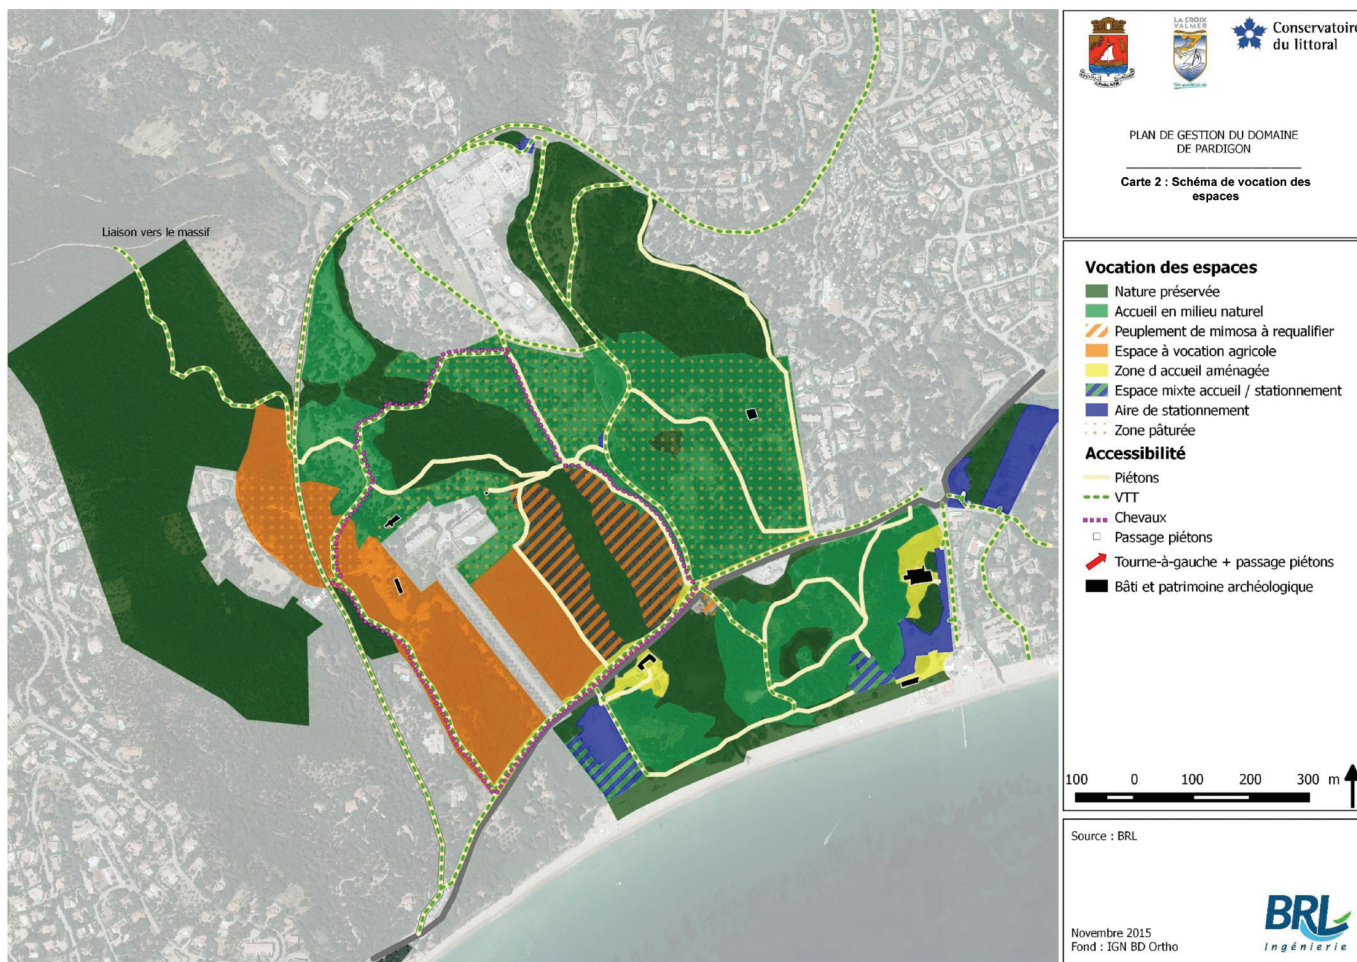 Liaison vers le massif
LA CROIX
VALMER
Conservatoire
du littoral
PLAN DE GESTION DU DOMAINE
DE PARDIGON
Carte 2 : Schéma de vocation des
espaces
Vocation des espaces
Nature préservée
Accueil en milieu naturel
Peuplement de mimosa à requalifier
Espace à vocation agricole
Zone d accueil aménagée
Espace mixte accueil / stationnement
Aire de stationnement
Zone pâturée
Accessibilité
Piétons
VTT
Chevaux
Passage piétons
Tourne-à-gauche + passage piétons
Bâti et patrimoine archéologique
100 0 100 200 300 m
Source : BRL
Novembre 2015
Fond : IGN BD Ortho
BRL
Ingénierie